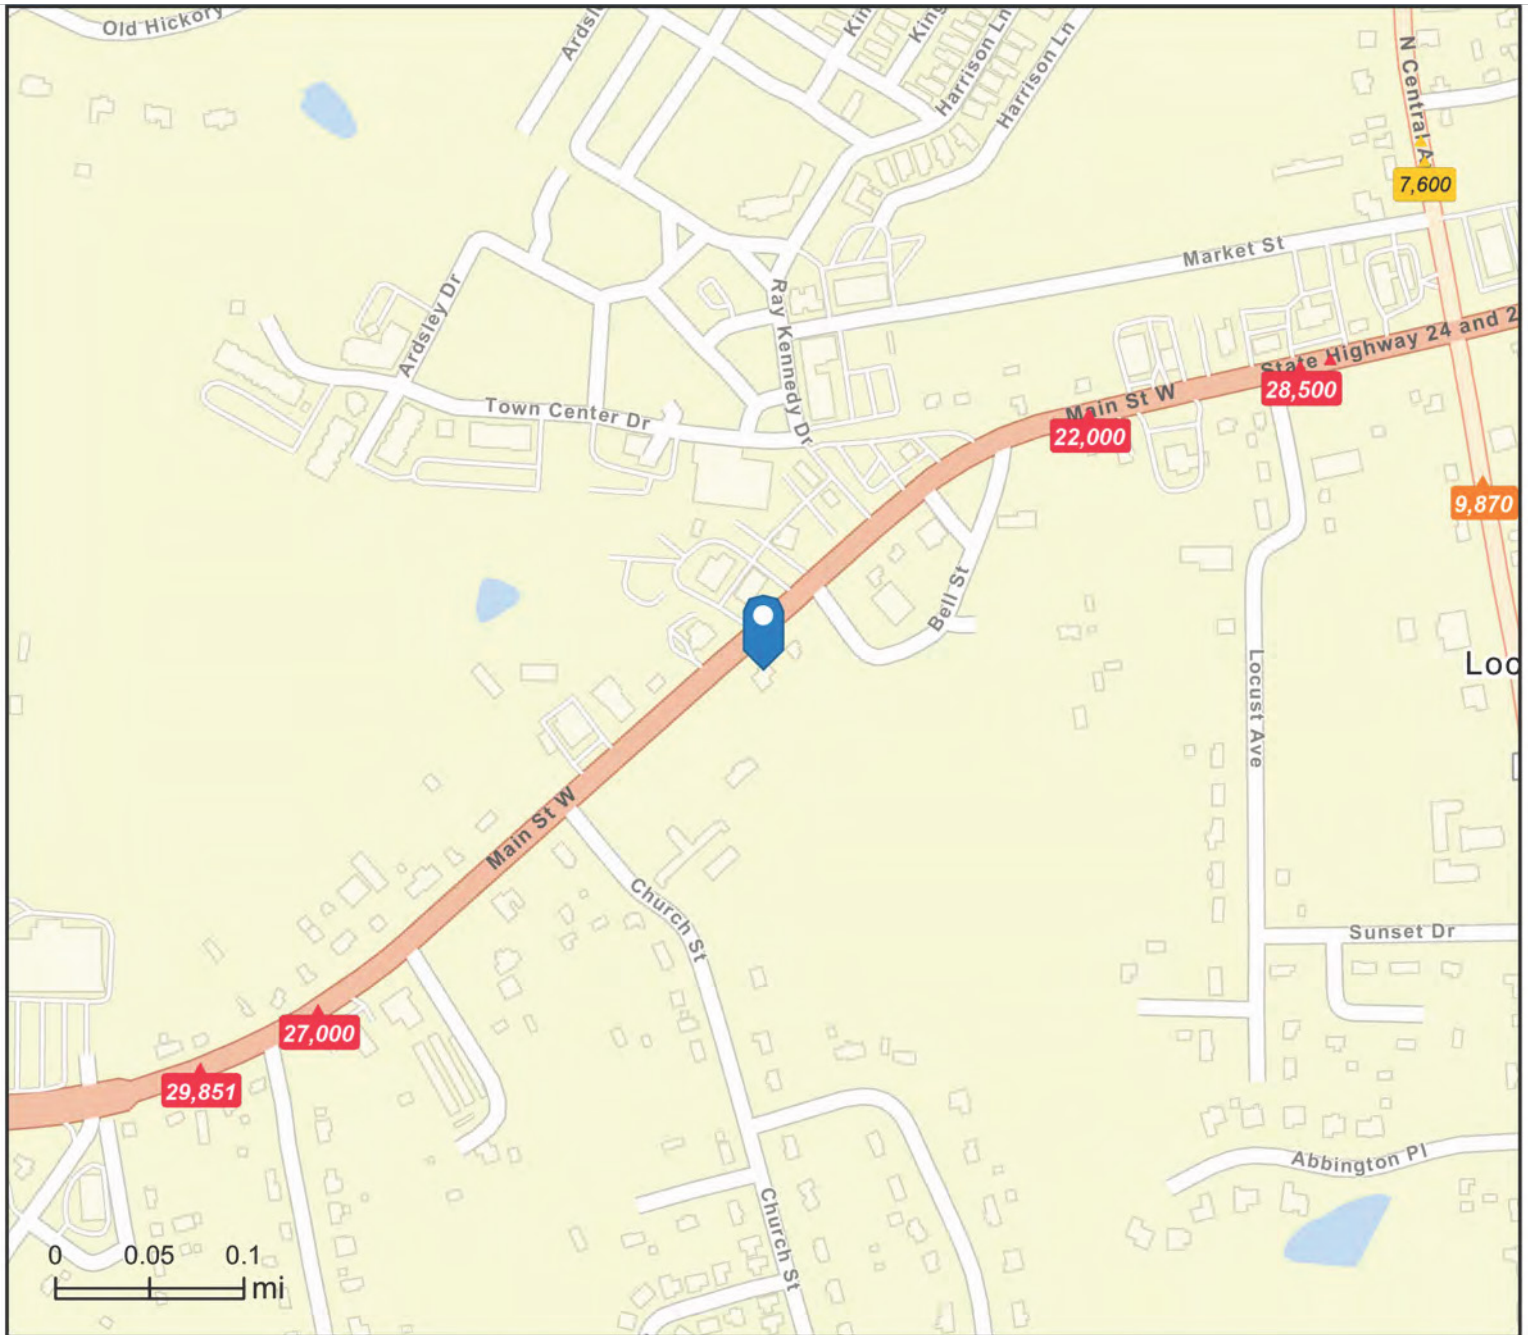 Old Hickory
Harrison Ln
Harrison Ln
N Central A
7,600
Market St
Ardsley Dr
Ray Kennedy Dr
State Highway 24 and 2
28,500
Town Center Dr
Main St W
22,000
9,870
Bell St
Loc
Locust Ave
Main St W
Church St
Sunset Dr
27,000
29,851
Abbington Pl
Church St
0 0.05 0.1
mi